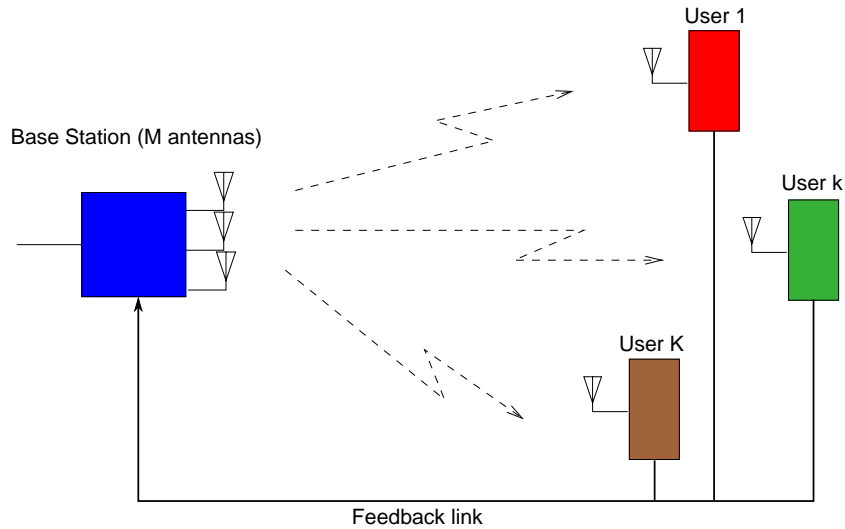 User 1
Base Station (M antennas)
User k
User K
Feedback link